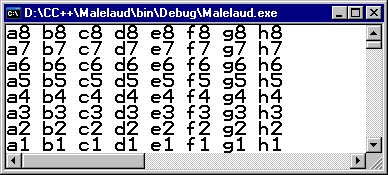 D:\CC++\Malelaud\bin\Debug\Malelaud.exe
a8 b8 c8 d8 e8 f8 g8 h8
a7 b7 c7 d7 e7 f7 g7 h7
a6 b6 c6 d6 e6 f6 g6 h6
a5 b5 c5 d5 e5 f5 g5 h5
a4 b4 c4 d4 e4 f4 g4 h4
a3 b3 c3 d3 e3 f3 g3 h3
a2 b2 c2 d2 e2 f2 g2 h2
a1 b1 c1 d1 e1 f1 g1 h1